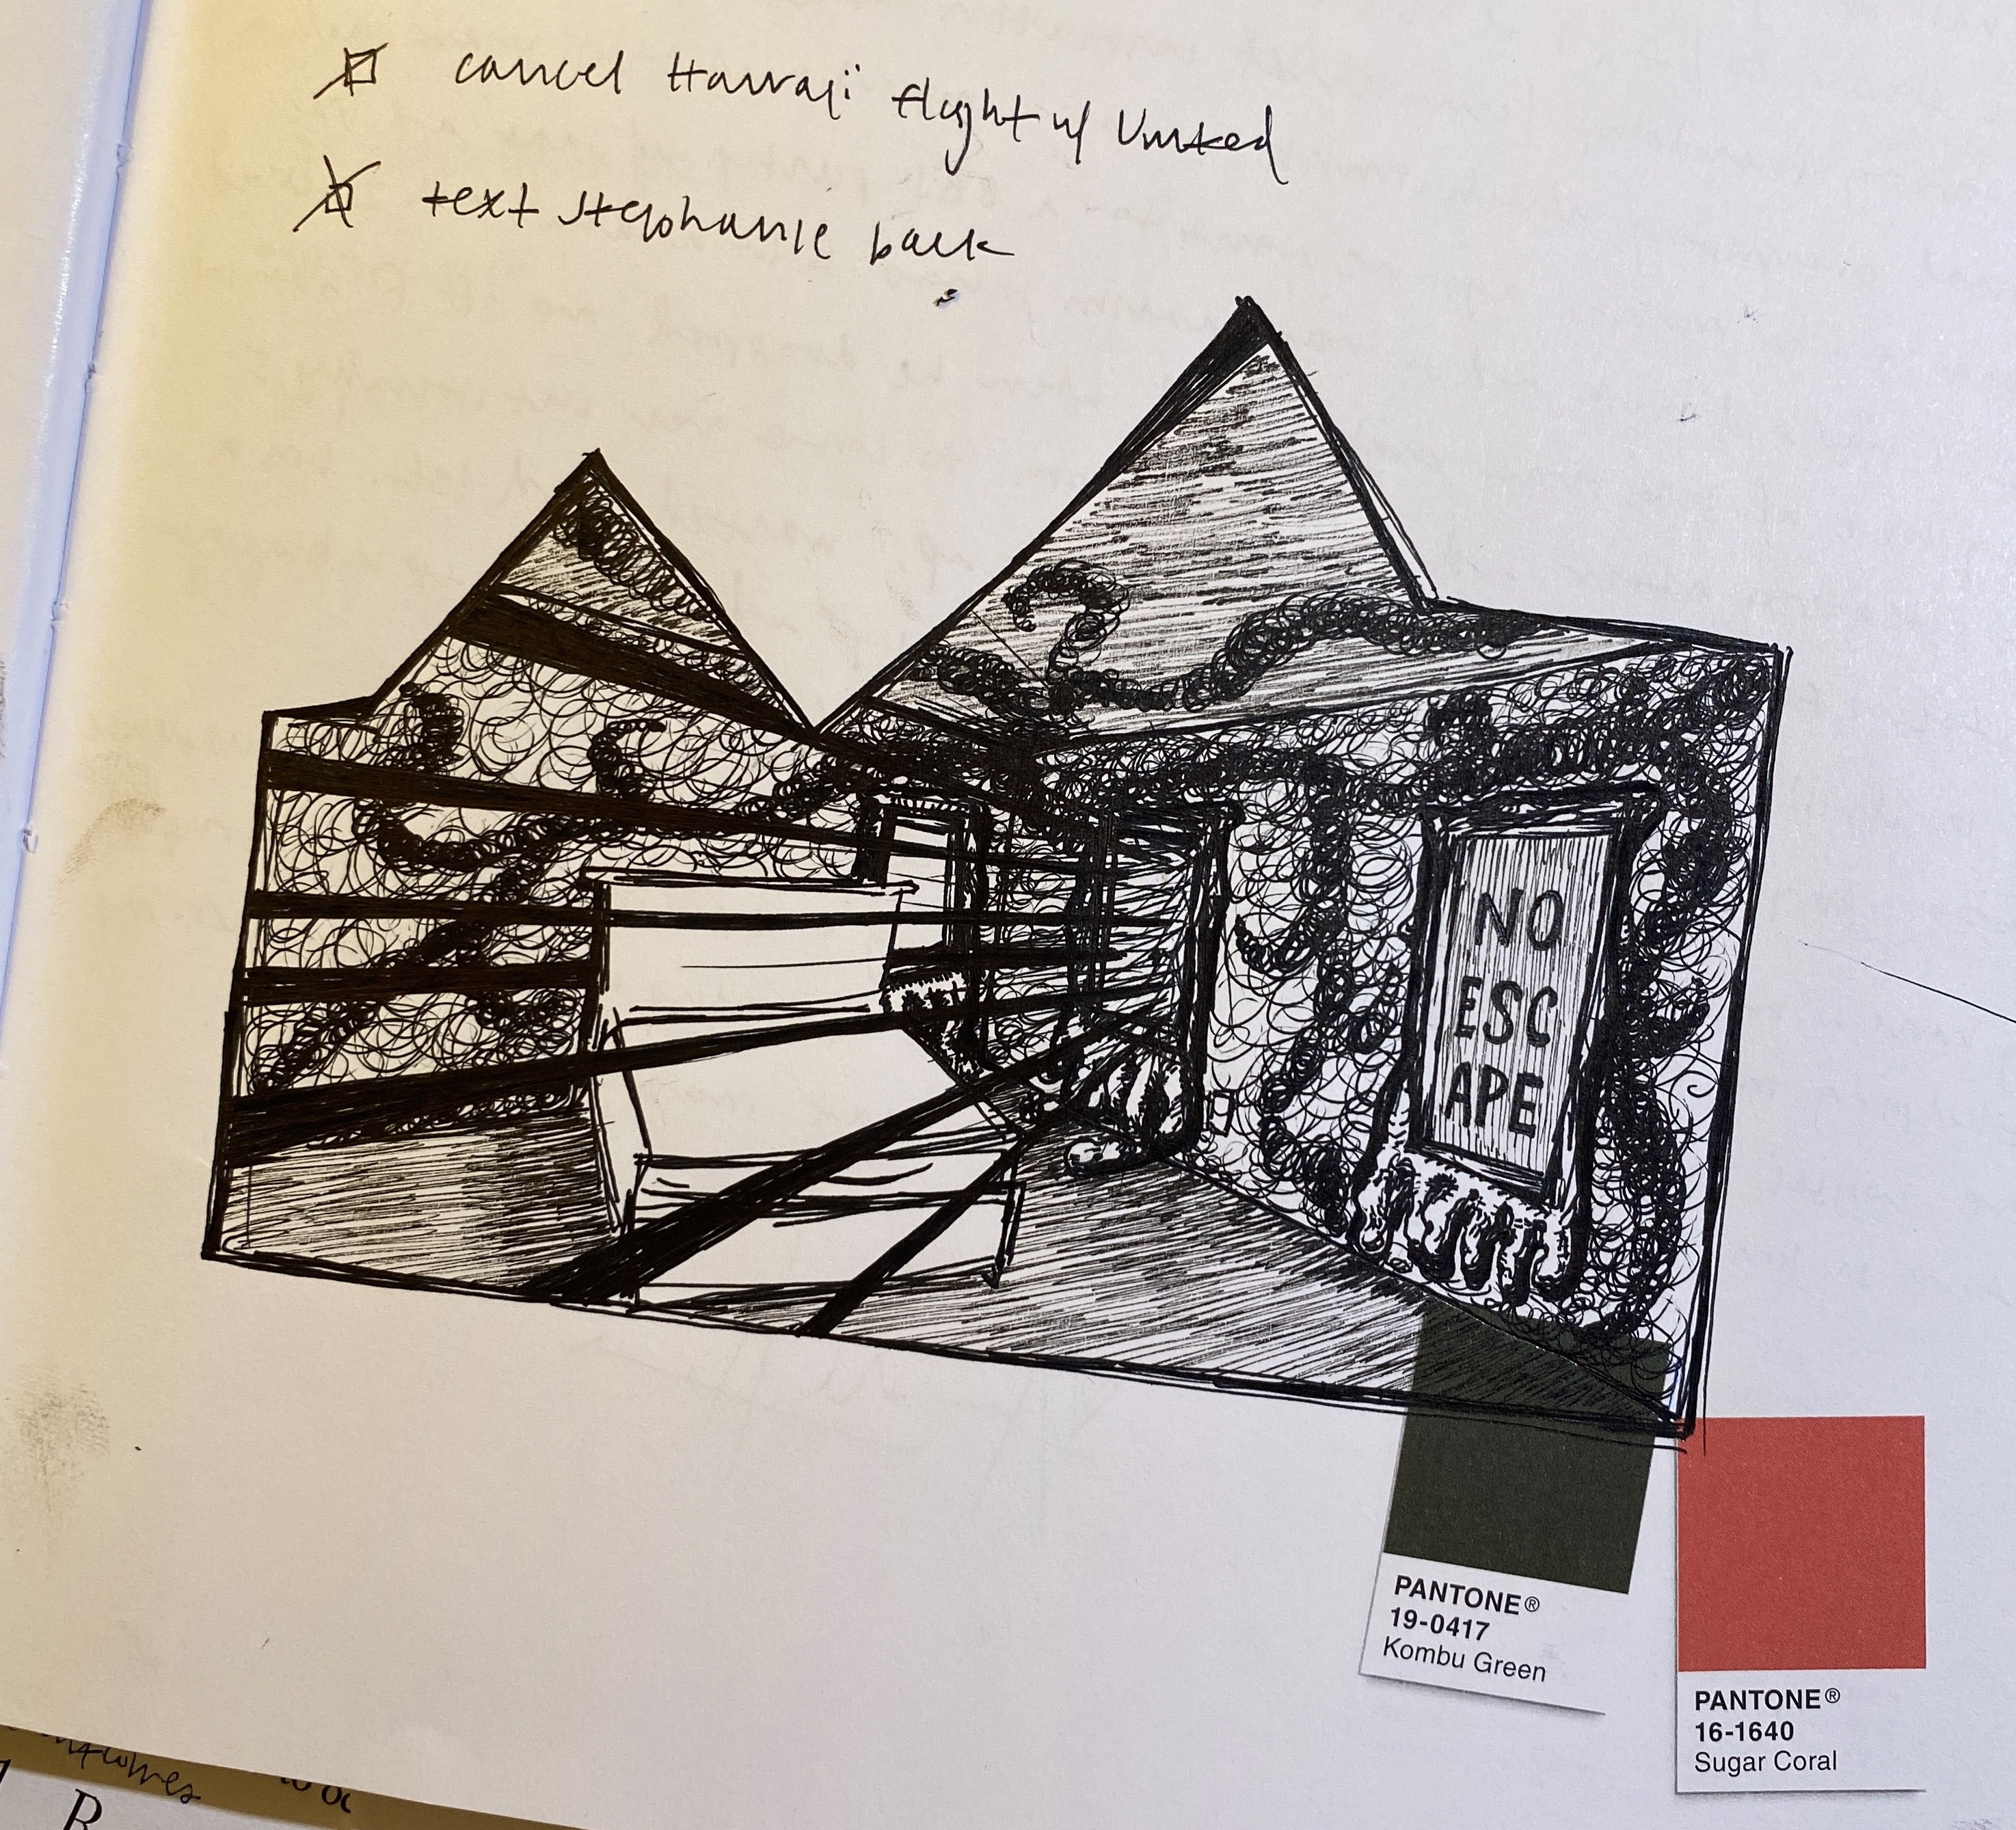 cancel Hawaii flight w/ United
text Stephanie back
NO
ESC
APE
PANTONE®
19-0417
Kombu Green
PANTONE®
16-1640
Sugar Coral
R